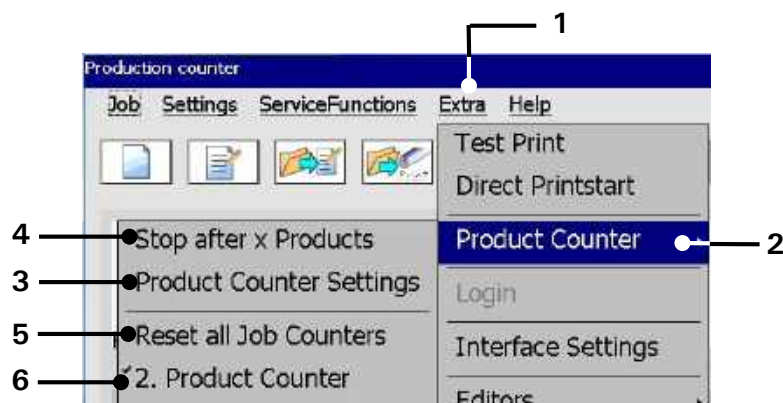 1
Production counter
Job Settings ServiceFunctions Extra Help
Test Print
Direct Printstart
4 Stop after x Products
Product Counter 2
3 Product Counter Settings
Login
5 Reset all Job Counters
Interface Settings
6 2. Product Counter
Editors